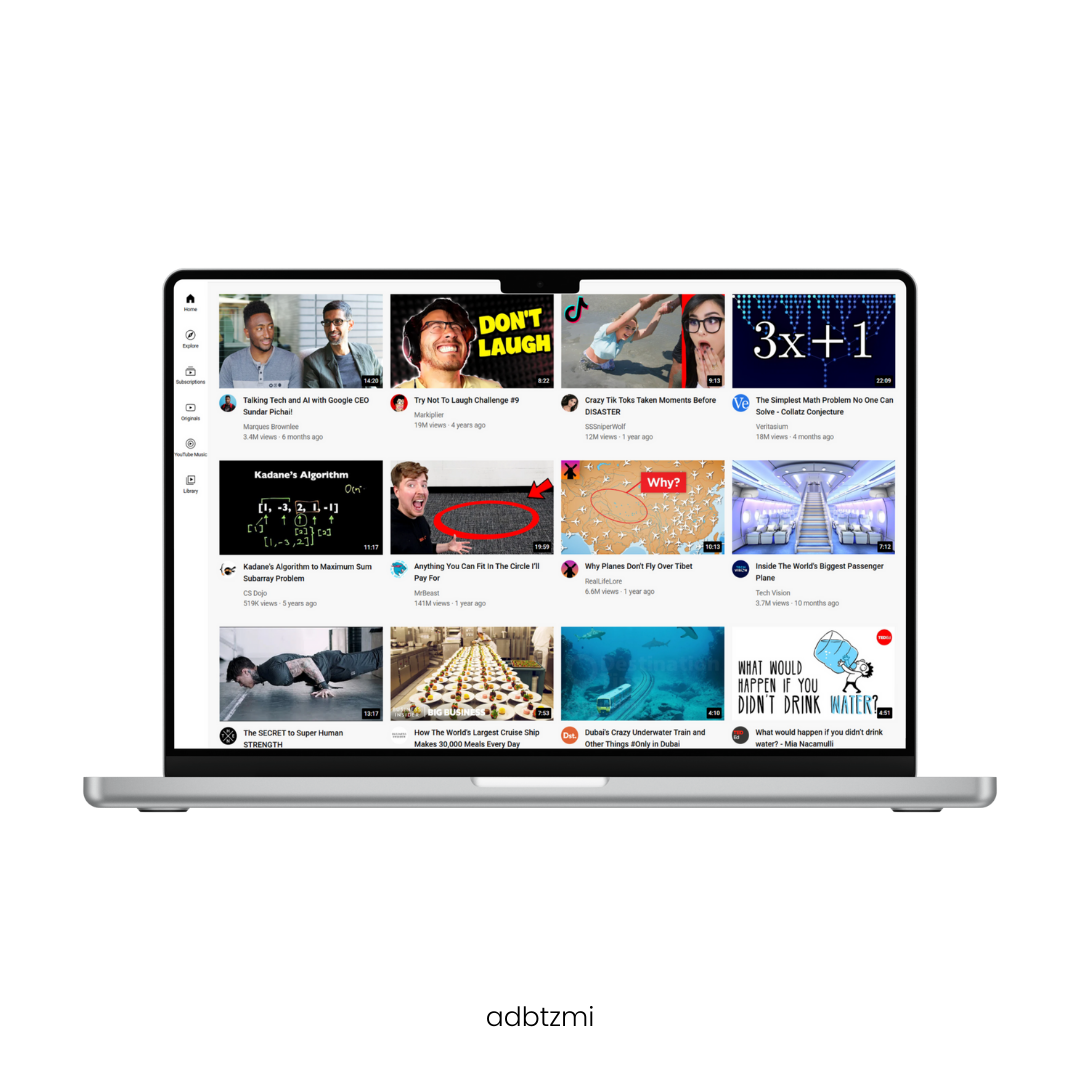 Home
Explore
Subscriptions
Originals
YouTube Music
Library
14:20
Talking Tech and AI with Google CEO
Sundar Pichai!
Marques Brownlee
3.4M views · 6 months ago
DON'T
LAUGH
8:22
Try Not To Laugh Challenge #9
Markiplier
19M views · 4 years ago
9:13
Crazy Tik Toks Taken Moments Before
DISASTER
SSSniperWolf
12M views · 1 year ago
3x+1
22:09
Ve
The Simplest Math Problem No One Can
Solve - Collatz Conjecture
Veritasium
18M views · 4 months ago
Kadane's Algorithm
[1, -3, 2, 1, -1]
[1]
[2]
[1,-3,2]
11:17
Kadane's Algorithm to Maximum Sum
Subarray Problem
CS Dojo
519K views · 5 years ago
19:59
Anything You Can Fit In The Circle I'll
Pay For
MrBeast
141M views · 1 year ago
Why?
10:13
Why Planes Don't Fly Over Tibet
RealLifeLore
6.6M views · 1 year ago
7:12
Inside The World's Biggest Passenger
Plane
Tech Vision
3.7M views · 10 months ago
13:17
The SECRET to Super Human
STRENGTH
BIG BUSINESS
7:53
How The World's Largest Cruise Ship
Makes 30,000 Meals Every Day
4:10
Dst.
Dubai's Crazy Underwater Train and
Other Things #Only in Dubai
WHAT WOULD
HAPPEN IF YOU
DIDN'T DRINK WATER?
4:51
What would happen if you didn't drink
water? - Mia Nacamulli
adbtzmi